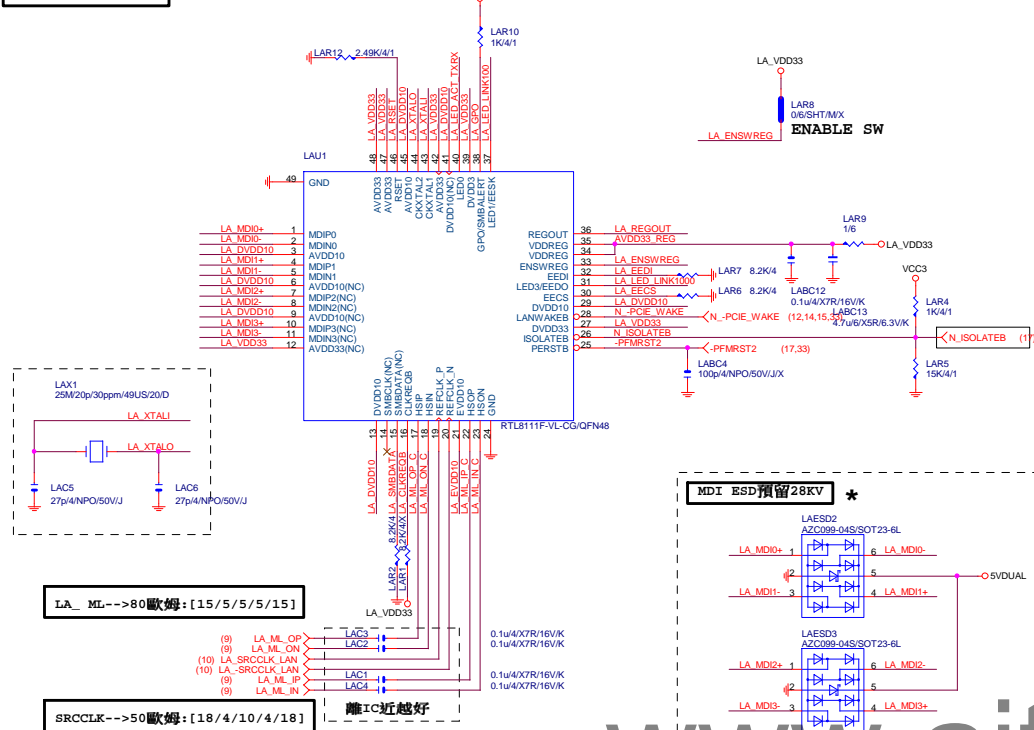 LAR10
1K/4/1
LAR12 2.49K/4/1
LA_VDD33
LAR8
0/6/SHT/M/X
ENABLE SW
LA_ENSWREG
LA_VDD33
LA_VDD33
LA_RSET
LA_DVDD10
LA_XTALO
LA_XTALI
LA_VDD33
LA_DVDD10
LA_LED_ACT_TXRX
LA_VDD33
LA_GPO
LA_LED_LINK100
48 47 46 45 44 43 42 41 40 39 38 37
LAU1
49 GND
AVDD33
AVDD33
RSET
AVDD10
CKXTAL2
CKXTAL1
AVDD33
DVDD10(NC)
LED0
DVDD3
GPO/SMBALERT
LED1/EESK
LA_MDI0+ 1 MDIP0
LA_MDI0- 2 MDIN0
LA_DVDD10 3 AVDD10
LA_MDI1+ 4 MDIP1
LA_MDI1- 5 MDIN1
LA_DVDD10 6 AVDD10(NC)
LA_MDI2+ 7 MDIP2(NC)
LA_MDI2- 8 MDIN2(NC)
LA_DVDD10 9 AVDD10(NC)
LA_MDI3+ 10 MDIP3(NC)
LA_MDI3- 11 MDIN3(NC)
LA_VDD33 12 AVDD33(NC)
REGOUT 36 LA_REGOUT
VDDREG 35 AVDD33_REG
VDDREG 34
ENSWREG 33 LA_ENSWREG
EEDI 32 LA_EEDI
LED3/EEDO 31 LA_LED_LINK1000
EECS 30 LA_EECS
DVDD10 29 LA_DVDD10
LANWAKEB 28 N_-PCIE_WAKE
DVDD33 27 LA_VDD33
ISOLATEB 26 N_ISOLATEB
PERSTB 25 -PFMRST2
LAR7 8.2K/4
LAR6 8.2K/4
N_-PCIE_WAKE (12,14,15,33)
-PFMRST2 (17,33)
LABC4
100p/4/NPO/50V/J/X
LAR9
1/6
LA_VDD33
LABC12
0.1u/4/X7R/16V/K
LABC13
4.7u/6/X5R/6.3V/K
VCC3
LAR4
1K/4/1
N_ISOLATEB (17
LAR5
15K/4/1
DVDD10
SMBCLK(NC)
SMBDATA(NC)
CLKREQB
HSIP
HSIN
REFCLK_P
REFCLK_N
EVDD10
HSOP
HSON
GND
RTL8111F-VL-CG/QFN48
13 14 15 16 17 18 19 20 21 22 23 24
LA_DVDD10
LA_SMBDATA
LA_CLKREQB
LA_ML_OP_C
LA_ML_ON_C
LA_EVDD10
LA_ML_IP_C
LA_ML_IN_C
LAR2 8.2K/4
LAR1 8.2K/4/X
LA_VDD33
LAX1
25M/20p/30ppm/49US/20/D
LA_XTALI
LA_XTALO
LAC5
27p/4/NPO/50V/J
LAC6
27p/4/NPO/50V/J
LA_ ML-->80歐姆:[15/5/5/5/15]
(9) LA_ML_OP LAC3 0.1u/4/X7R/16V/K
(9) LA_ML_ON LAC2 0.1u/4/X7R/16V/K
(10) LA_SRCCLK_LAN
(10) LA_-SRCCLK_LAN
(9) LA_ML_IP LAC1 0.1u/4/X7R/16V/K
(9) LA_ML_IN LAC4 0.1u/4/X7R/16V/K
離IC近越好
SRCCLK-->50歐姆:[18/4/10/4/18]
MDI ESD預留28KV *
LAESD2
AZC099-04S/SOT23-6L
LA_MDI0+ 1 6 LA_MDI0-
2 5 5VDUAL
LA_MDI1- 3 4 LA_MDI1+
LAESD3
AZC099-04S/SOT23-6L
LA_MDI2+ 1 6 LA_MDI2-
2 5
LA_MDI3- 3 4 LA_MDI3+